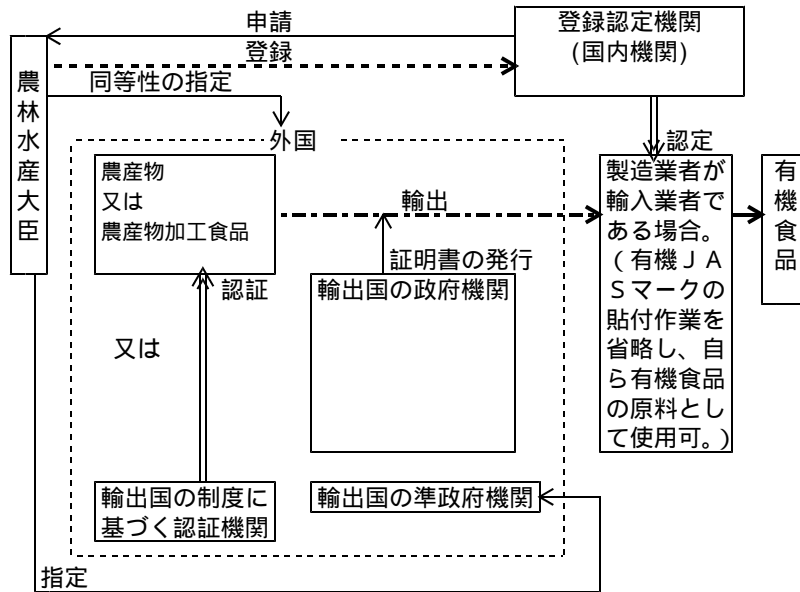 申請
登録
登録認定機関
(国内機関)
農林水産大臣
同等性の指定
外国
認定
農産物
又は
農産物加工食品
輸出
製造業者が
輸入業者で
ある場合。
(有機ＪＡ
Ｓマークの
貼付作業を
省略し、自
ら有機食品
の原料とし
て使用可。)
有機食品
証明書の発行
認証
輸出国の政府機関
又は
輸出国の制度に
基づく認証機関
輸出国の準政府機関
指定